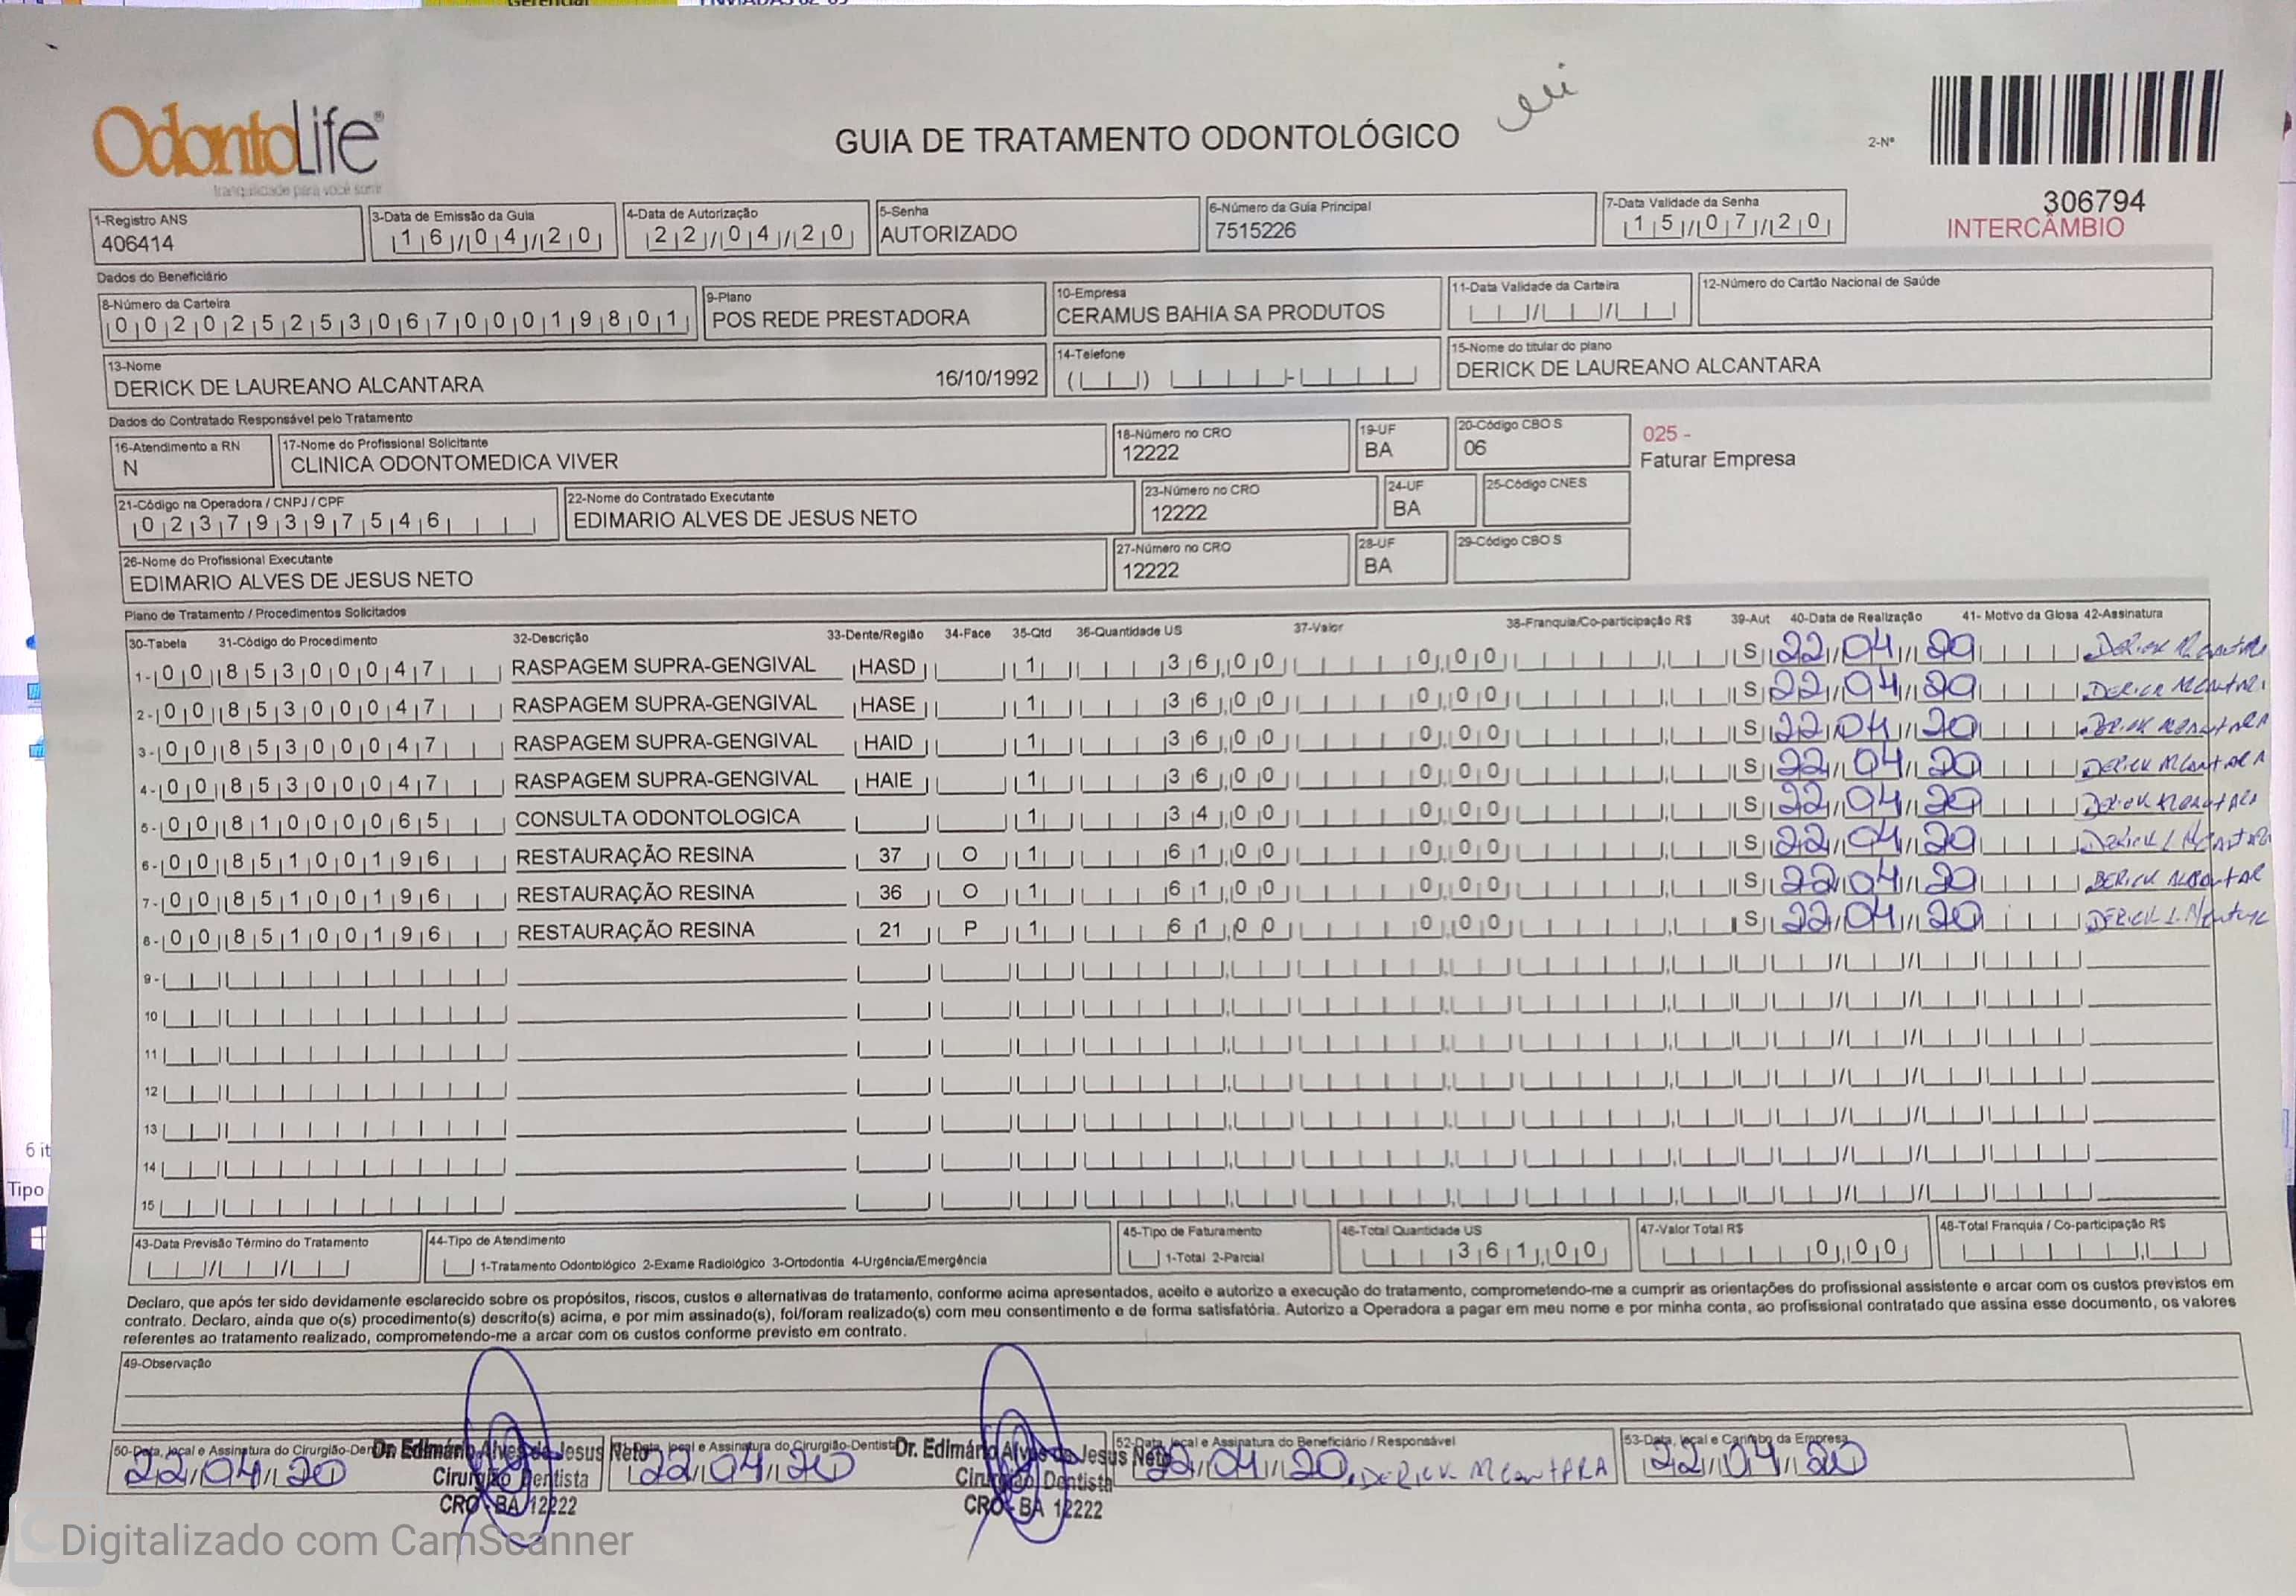 OdontoLife®
tranquilidade para você sorrir
GUIA DE TRATAMENTO ODONTOLÓGICO
2-Nº
306794
INTERCÂMBIO
1-Registro ANS
406414
3-Data de Emissão da Guia
16/04/20
4-Data de Autorização
22/04/20
5-Senha
AUTORIZADO
6-Número da Guia Principal
7515226
7-Data Validade da Senha
15/07/20
Dados do Beneficiário
8-Número da Carteira
0020252530670001980​1
9-Plano
POS REDE PRESTADORA
10-Empresa
CERAMUS BAHIA SA PRODUTOS
11-Data Validade da Carteira
12-Número do Cartão Nacional de Saúde
13-Nome
DERICK DE LAUREANO ALCANTARA 16/10/1992
14-Telefone
15-Nome do titular do plano
DERICK DE LAUREANO ALCANTARA
Dados do Contratado Responsável pelo Tratamento
16-Atendimento a RN
N
17-Nome do Profissional Solicitante
CLINICA ODONTOMEDICA VIVER
18-Número no CRO
12222
19-UF
BA
20-Código CBO S
06
025 -
Faturar Empresa
21-Código na Operadora / CNPJ / CPF
02379397546
22-Nome do Contratado Executante
EDIMARIO ALVES DE JESUS NETO
23-Número no CRO
12222
24-UF
BA
25-Código CNES
26-Nome do Profissional Executante
EDIMARIO ALVES DE JESUS NETO
27-Número no CRO
12222
28-UF
BA
29-Código CBO S
Plano de Tratamento / Procedimentos Solicitados
30-Tabela 31-Código do Procedimento 32-Descrição 33-Dente/Região 34-Face 35-Qtd 36-Quantidade US 37-Valor 38-Franquia/Co-participação R$ 39-Aut 40-Data de Realização 41- Motivo da Glosa 42-Assinatura
1- 00 85300047 RASPAGEM SUPRA-GENGIVAL HASD 1 36,00 0,00 S 22/04/20
2- 00 85300047 RASPAGEM SUPRA-GENGIVAL HASE 1 36,00 0,00 S 22/04/20
3- 00 85300047 RASPAGEM SUPRA-GENGIVAL HAID 1 36,00 0,00 S 22/04/20
4- 00 85300047 RASPAGEM SUPRA-GENGIVAL HAIE 1 36,00 0,00 S 22/04/20
5- 00 81000065 CONSULTA ODONTOLOGICA 1 34,00 0,00 S 22/04/20
6- 00 85100196 RESTAURAÇÃO RESINA 37 O 1 61,00 0,00 S 22/04/20
7- 00 85100196 RESTAURAÇÃO RESINA 36 O 1 61,00 0,00 S 22/04/20
8- 00 85100196 RESTAURAÇÃO RESINA 21 P 1 61,00 0,00 S 22/04/20
9-
10
11
12
13
14
15
43-Data Previsão Término do Tratamento
44-Tipo de Atendimento
1-Tratamento Odontológico 2-Exame Radiológico 3-Ortodontia 4-Urgência/Emergência
45-Tipo de Faturamento
1-Total 2-Parcial
46-Total Quantidade US
361,00
47-Valor Total R$
0,00
48-Total Franquia / Co-participação R$
Declaro, que após ter sido devidamente esclarecido sobre os propósitos, riscos, custos e alternativas de tratamento, conforme acima apresentados, aceito e autorizo a execução do tratamento, comprometendo-me a cumprir as orientações do profissional assistente e arcar com os custos previstos em
contrato. Declaro, ainda que o(s) procedimento(s) descrito(s) acima, e por mim assinado(s), foi/foram realizado(s) com meu consentimento e de forma satisfatória. Autorizo a Operadora a pagar em meu nome e por minha conta, ao profissional contratado que assina esse documento, os valores
referentes ao tratamento realizado, comprometendo-me a arcar com os custos conforme previsto em contrato.
49-Observação
50-Data, local e Assinatura do Cirurgião-Den
22/04/20
Dr. Edimário Alves de Jesus Neto
Cirurgião Dentista
CRO - BA 12222
local e Assinatura do Cirurgião-Dentista
22/04/20
Dr. Edimário Alves de Jesus Neto
Cirurgião Dentista
CRO - BA 12222
52-Data, local e Assinatura do Beneficiário / Responsável
22/04/20 DERICK ALCANTARA
53-Data, local e Carimbo da Empresa
22/04/20
Digitalizado com CamScanner
6 it
Tipo